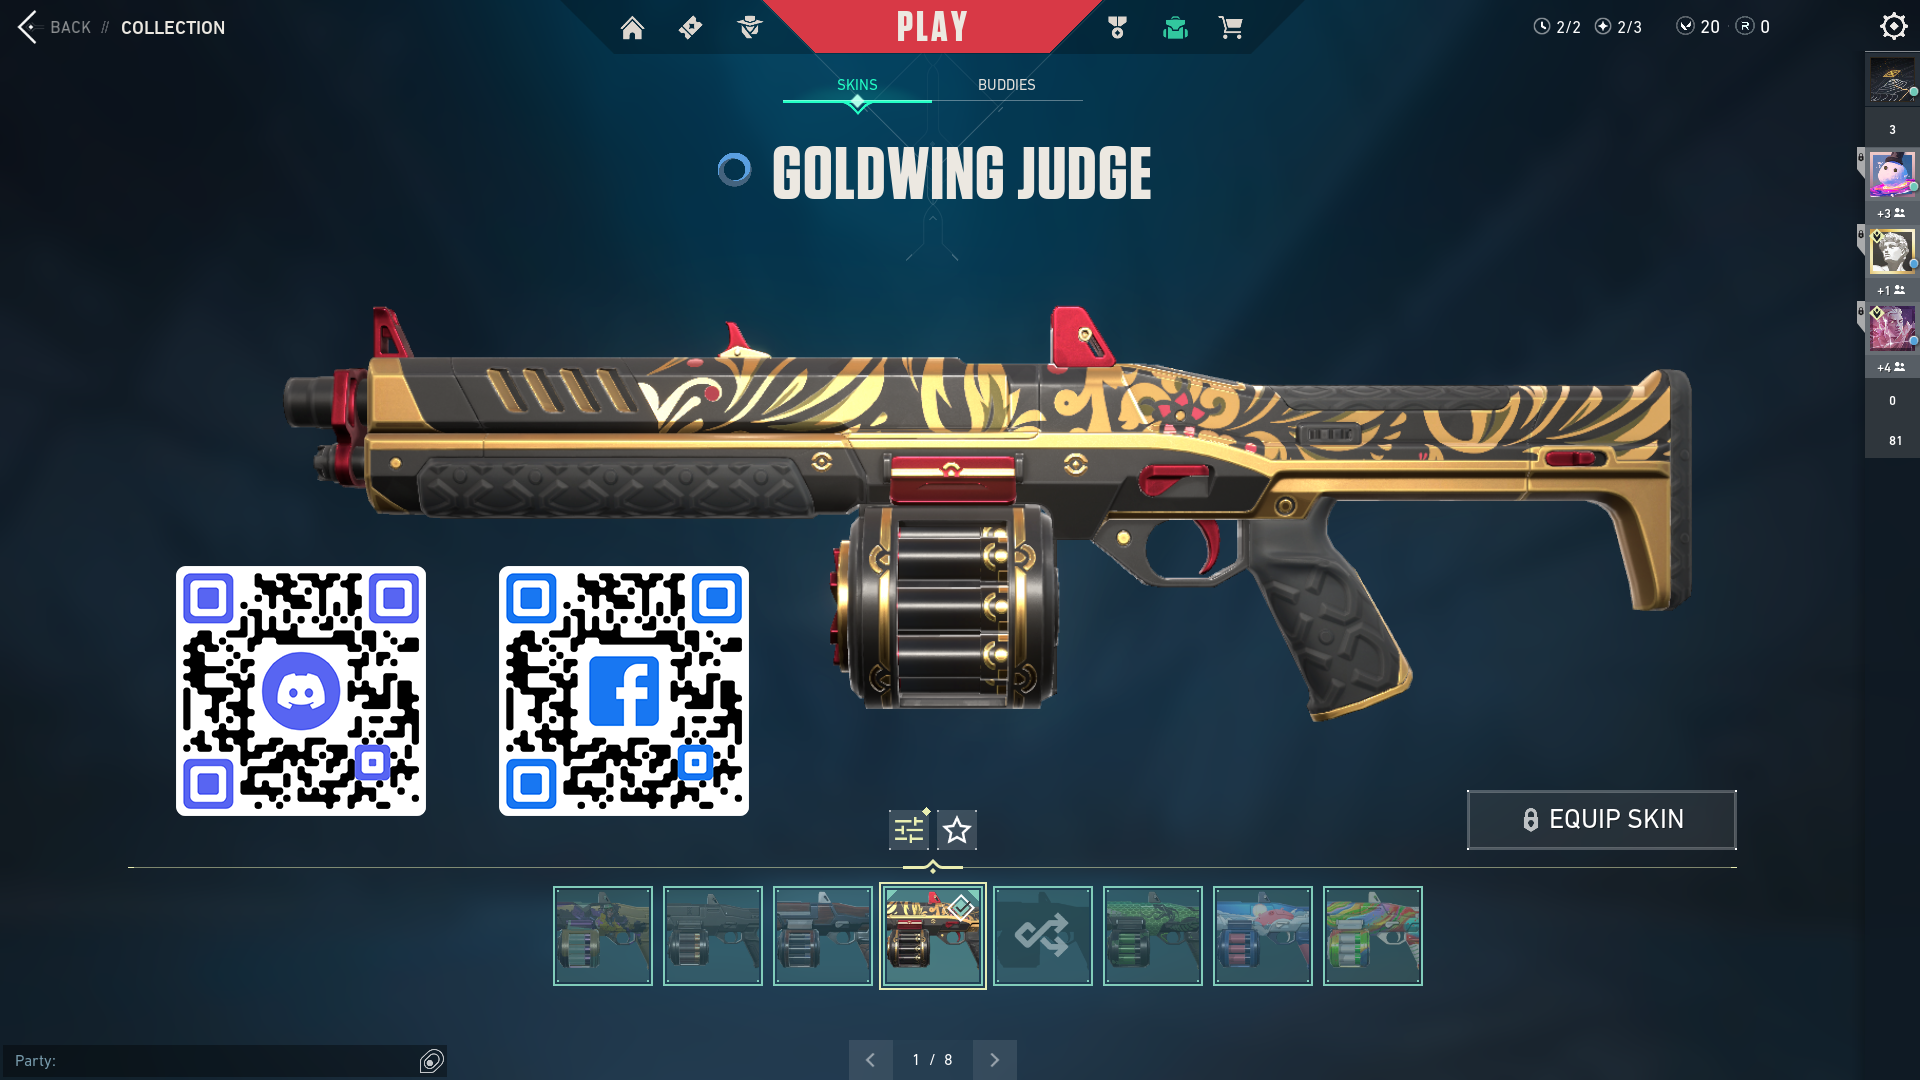 BACK // COLLECTION
PLAY
2/2 2/3 20 R 0
SKINS BUDDIES
GOLDWING JUDGE
3
+3
+1
+4
0
81
EQUIP SKIN
Party:
1 / 8